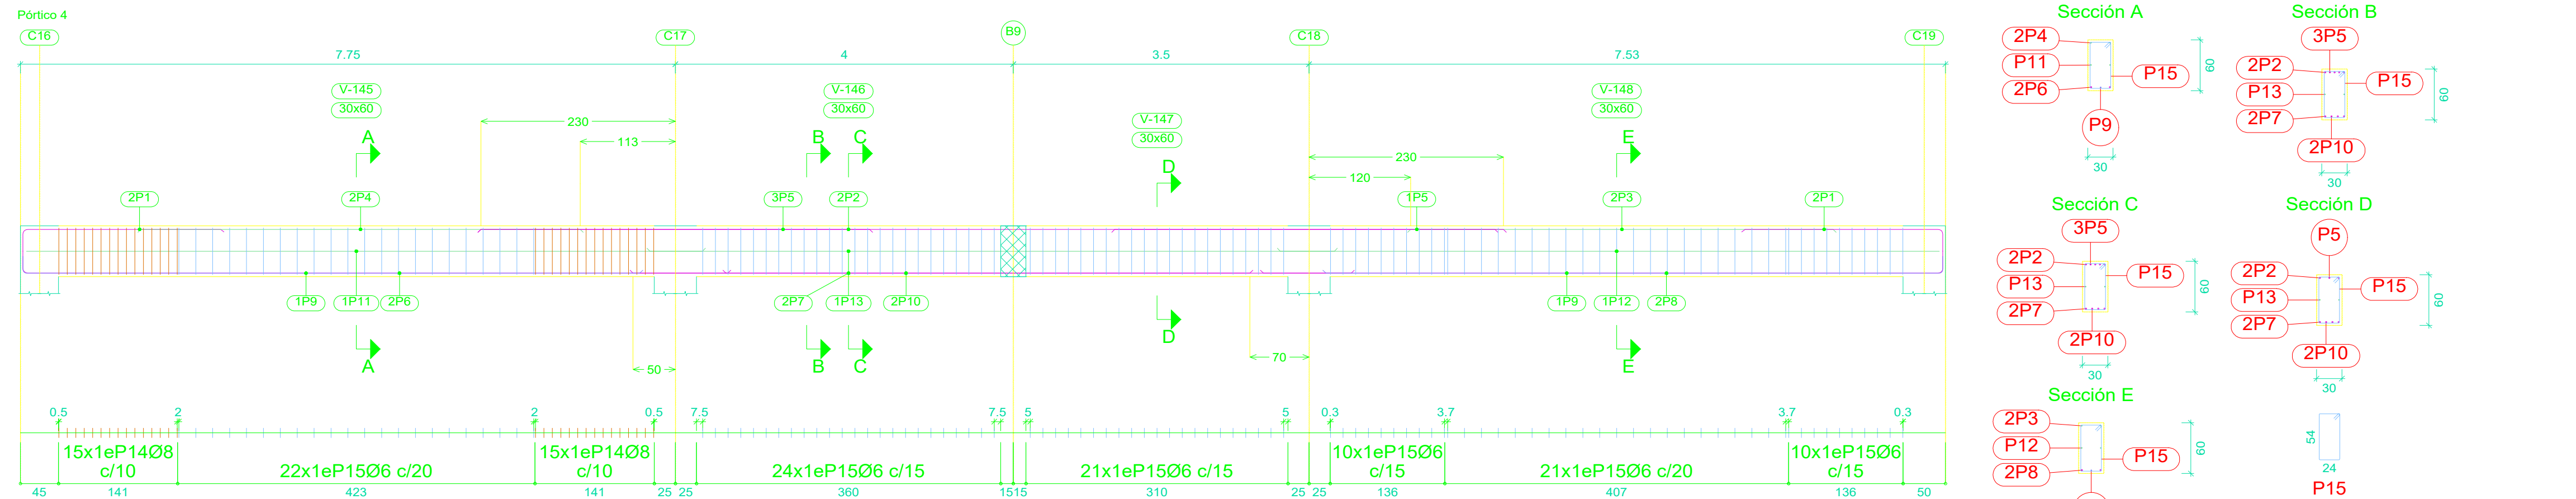 Pórtico 4
C16
C17
B9
C18
C19
7.75
4
3.5
7.53
V-145
30x60
V-146
30x60
V-147
30x60
V-148
30x60
230
113
230
120
A
B
C
D
E
2P1
2P4
3P5
2P2
1P5
2P3
2P1
1P9
1P11
2P6
2P7
1P13
2P10
1P9
1P12
2P8
50
70
A
B
C
D
E
0.5
2
2
0.5
7.5
7.5
5
5
0.3
3.7
3.7
0.3
15x1eP14Ø8
c/10
22x1eP15Ø6 c/20
15x1eP14Ø8
c/10
24x1eP15Ø6 c/15
21x1eP15Ø6 c/15
10x1eP15Ø6
c/15
21x1eP15Ø6 c/20
10x1eP15Ø6
c/15
45
141
423
141
25
25
360
15
15
310
25
25
136
407
136
50
Sección A
2P4
P11
2P6
P15
P9
60
30
Sección B
3P5
2P2
P13
2P7
P15
2P10
60
30
Sección C
3P5
2P2
P13
2P7
P15
2P10
60
30
Sección D
P5
2P2
P13
2P7
P15
2P10
60
30
Sección E
2P3
P12
2P8
P15
60
54
24
P15